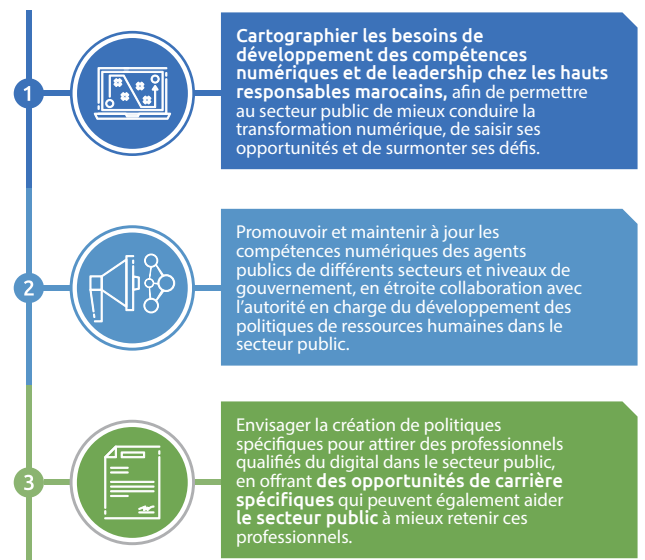 1
Cartographier les besoins de
développement des compétences
numériques et de leadership chez les hauts
responsables marocains, afin de permettre
au secteur public de mieux conduire la
transformation numérique, de saisir ses
opportunités et de surmonter ses défis.
2
Promouvoir et maintenir à jour les
compétences numériques des agents
publics de différents secteurs et niveaux de
gouvernement, en étroite collaboration avec
l'autorité en charge du développement des
politiques de ressources humaines dans le
secteur public.
3
Envisager la création de politiques
spécifiques pour attirer des professionnels
qualifiés du digital dans le secteur public,
en offrant des opportunités de carrière
spécifiques qui peuvent également aider
le secteur public à mieux retenir ces
professionnels.